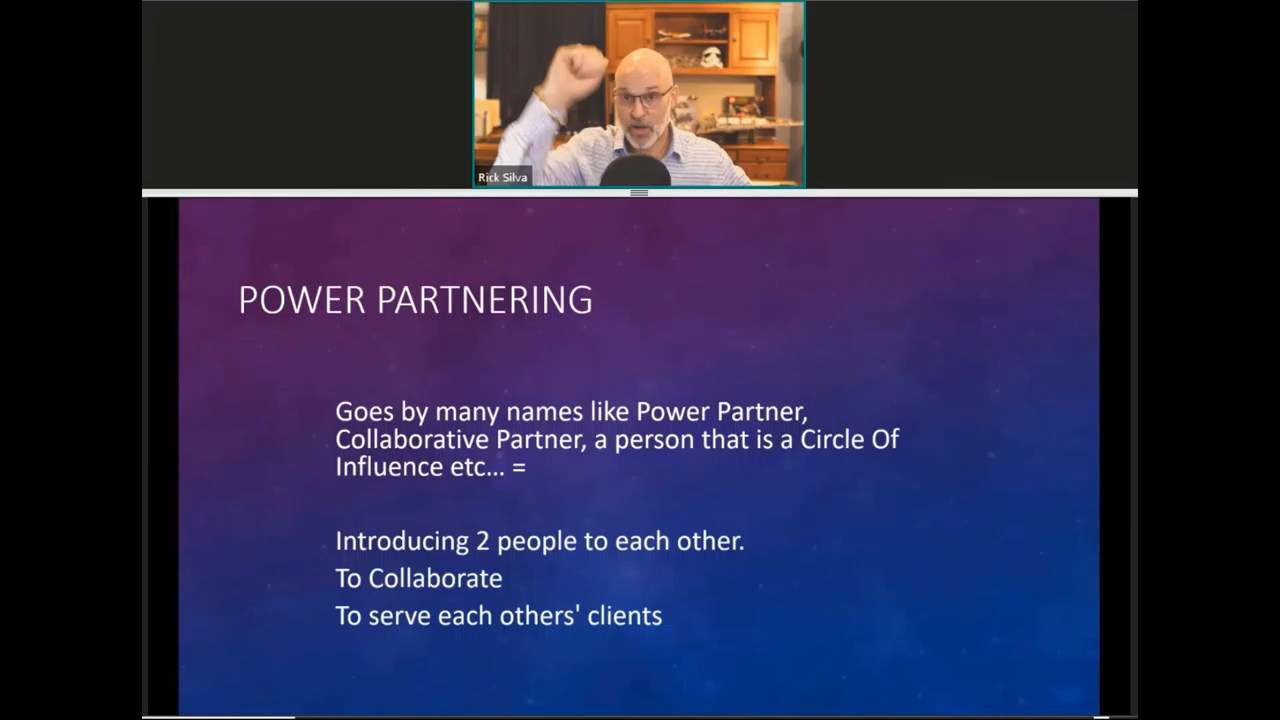 Rick Silva
POWER PARTNERING
Goes by many names like Power Partner,
Collaborative Partner, a person that is a Circle Of
Influence etc... =
Introducing 2 people to each other.
To Collaborate
To serve each others' clients